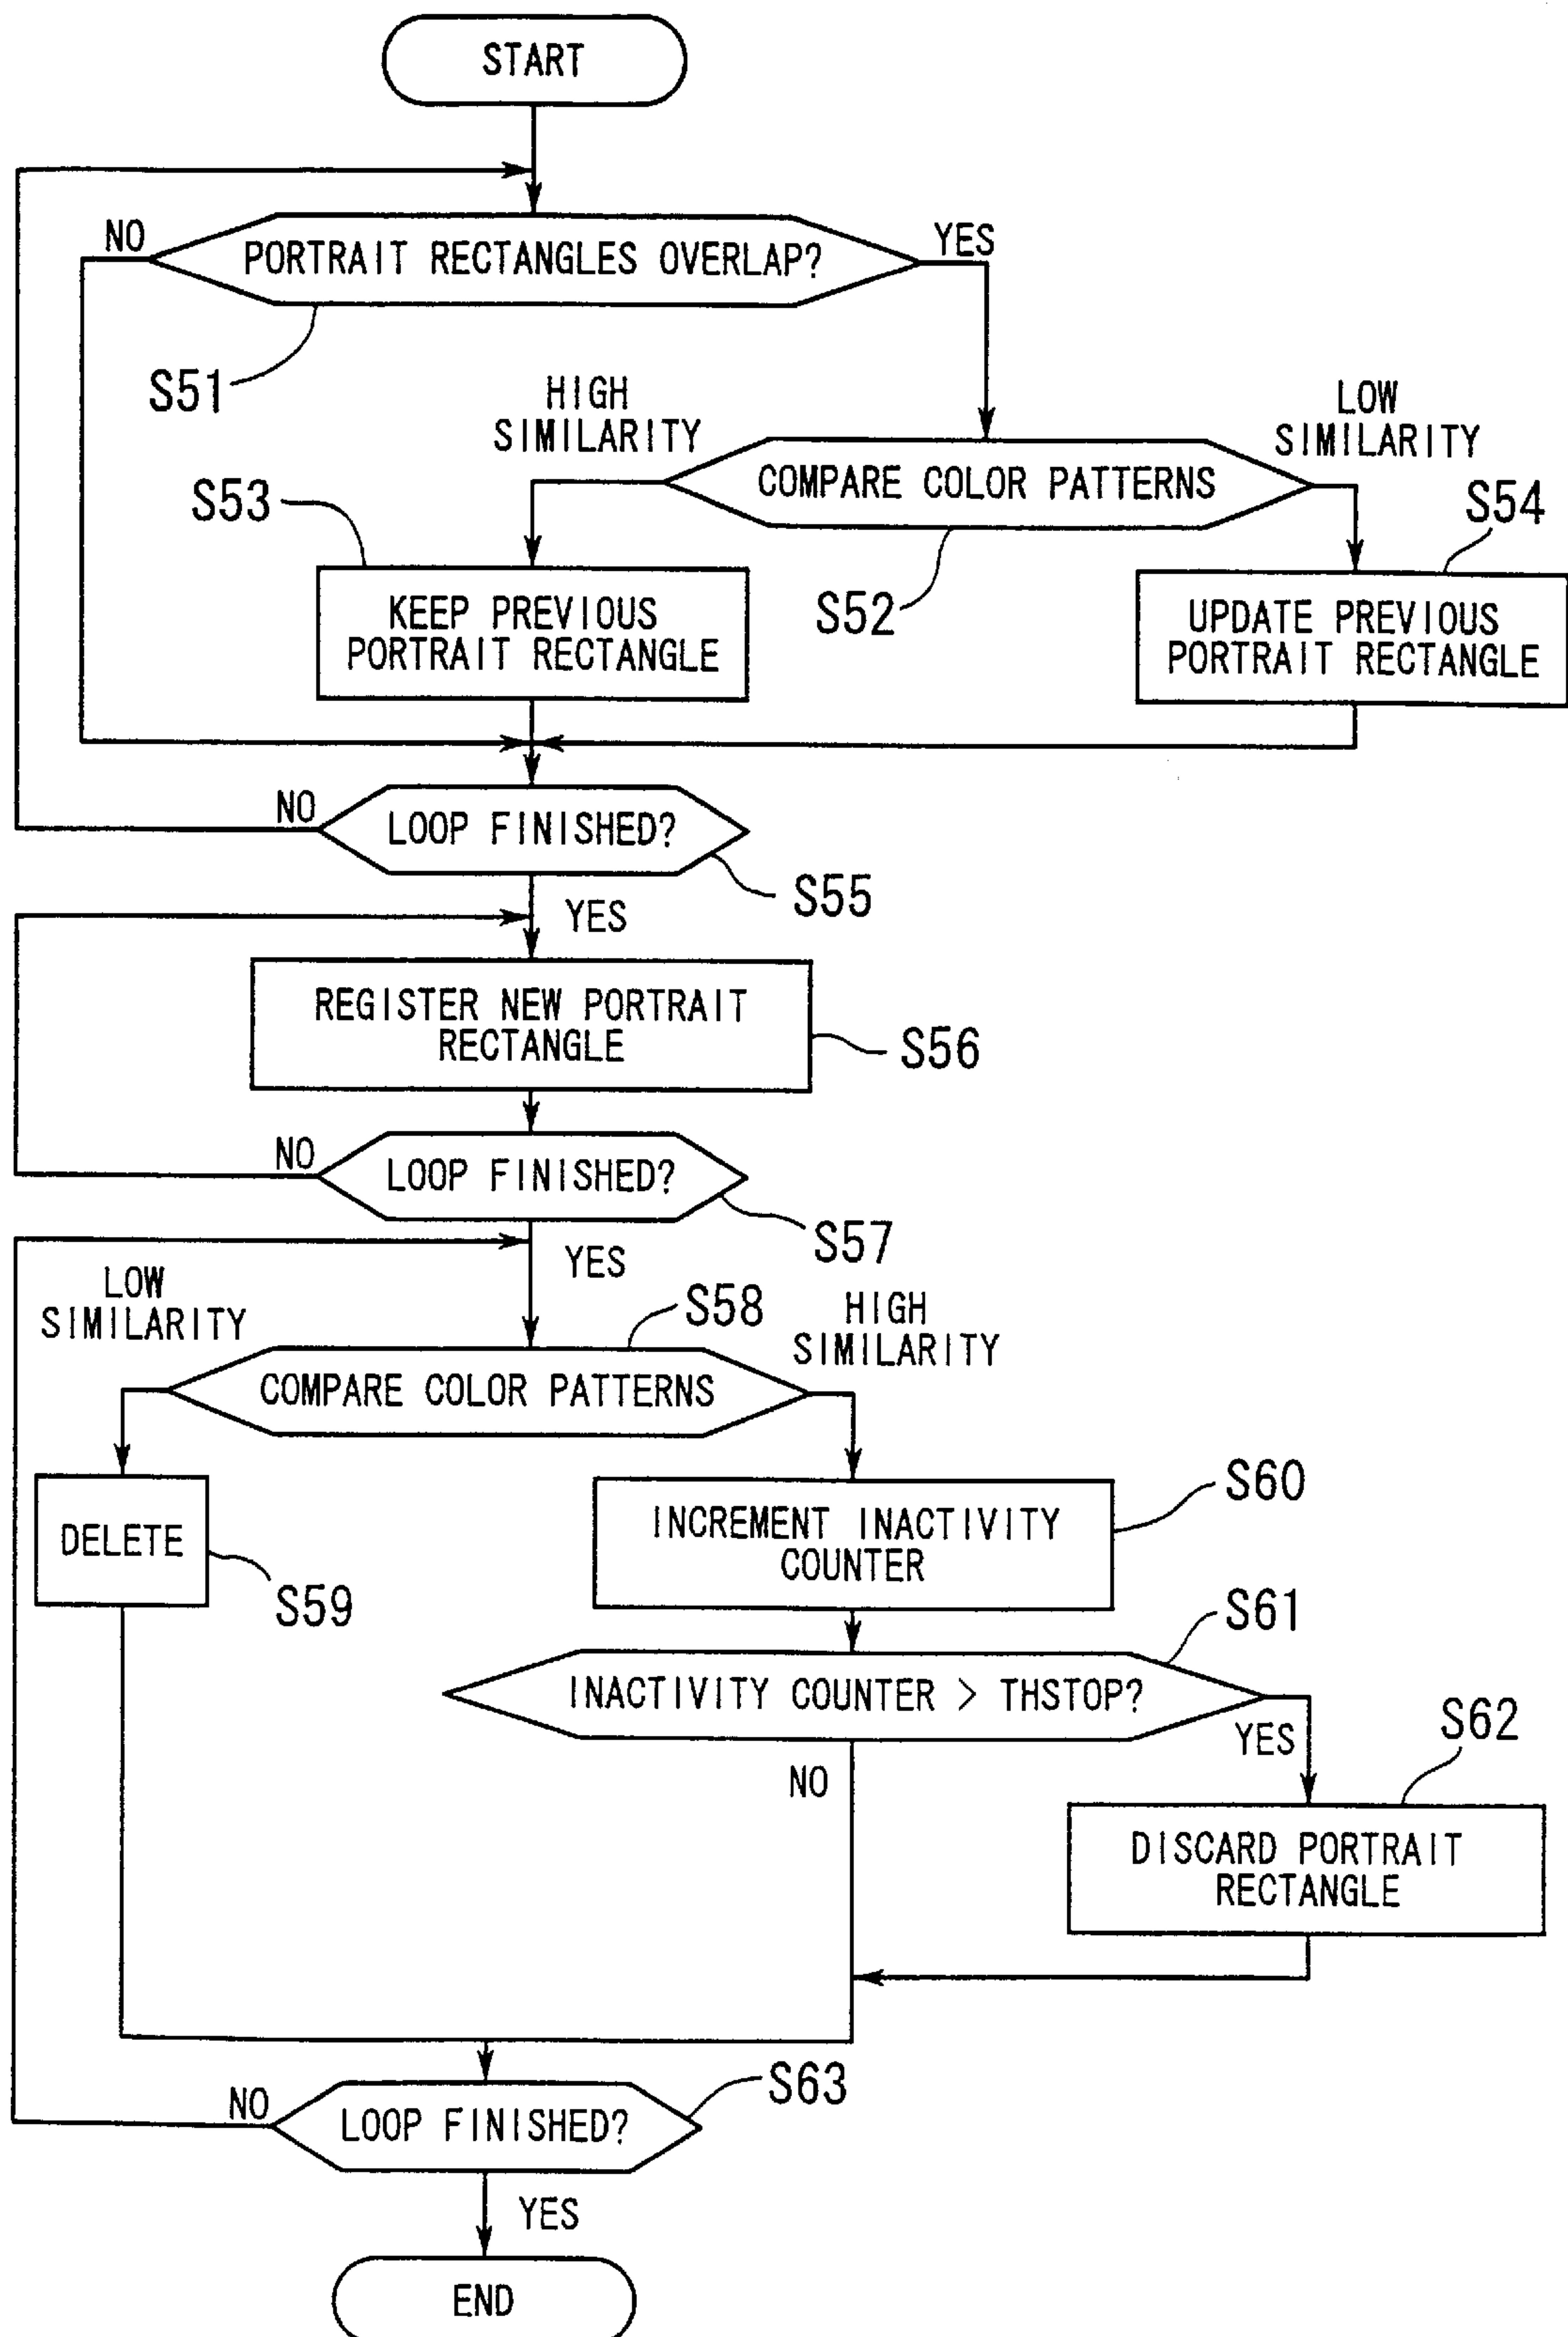 START
NO
PORTRAIT RECTANGLES OVERLAP?
YES
S51
HIGH
SIMILARITY
LOW
SIMILARITY
COMPARE COLOR PATTERNS
S53
S54
S52
KEEP PREVIOUS
PORTRAIT RECTANGLE
UPDATE PREVIOUS
PORTRAIT RECTANGLE
NO
LOOP FINISHED?
S55
YES
REGISTER NEW PORTRAIT
RECTANGLE
S56
NO
LOOP FINISHED?
S57
YES
LOW
SIMILARITY
S58
HIGH
SIMILARITY
COMPARE COLOR PATTERNS
DELETE
S59
INCREMENT INACTIVITY
COUNTER
S60
S61
INACTIVITY COUNTER > THSTOP?
YES
S62
NO
DISCARD PORTRAIT
RECTANGLE
S63
NO
LOOP FINISHED?
YES
END